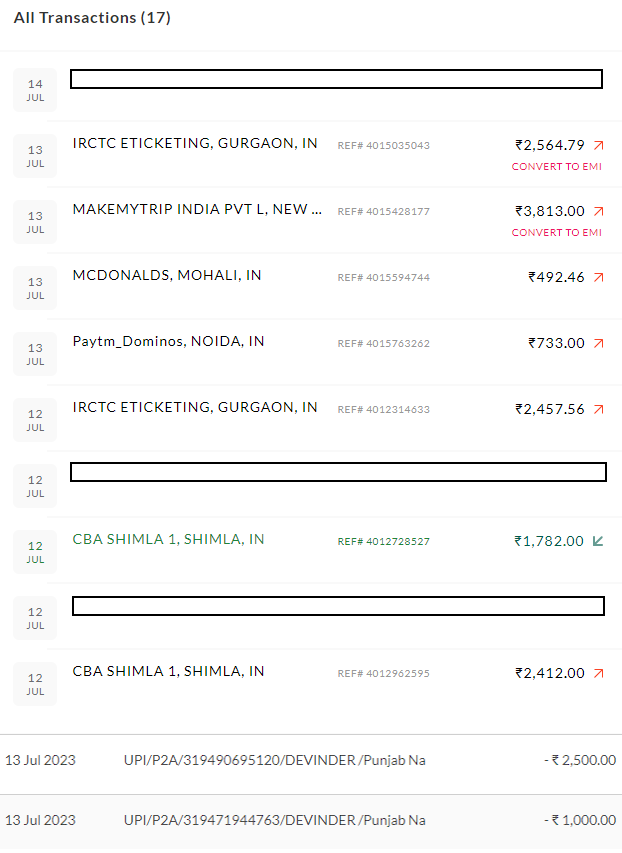 All Transactions (17)
14
JUL
13
JUL
IRCTC ETICKETING, GURGAON, IN REF# 4015035043 ₹2,564.79
CONVERT TO EMI
13
JUL
MAKEMYTRIP INDIA PVT L, NEW ... REF# 4015428177 ₹3,813.00
CONVERT TO EMI
13
JUL
MCDONALDS, MOHALI, IN REF# 4015594744 ₹492.46
13
JUL
Paytm_Dominos, NOIDA, IN REF# 4015763262 ₹733.00
12
JUL
IRCTC ETICKETING, GURGAON, IN REF# 4012314633 ₹2,457.56
12
JUL
12
JUL
CBA SHIMLA 1, SHIMLA, IN REF# 4012728527 ₹1,782.00
12
JUL
12
JUL
CBA SHIMLA 1, SHIMLA, IN REF# 4012962595 ₹2,412.00
13 Jul 2023 UPI/P2A/319490695120/DEVINDER /Punjab Na - ₹ 2,500.00
13 Jul 2023 UPI/P2A/319471944763/DEVINDER /Punjab Na - ₹ 1,000.00